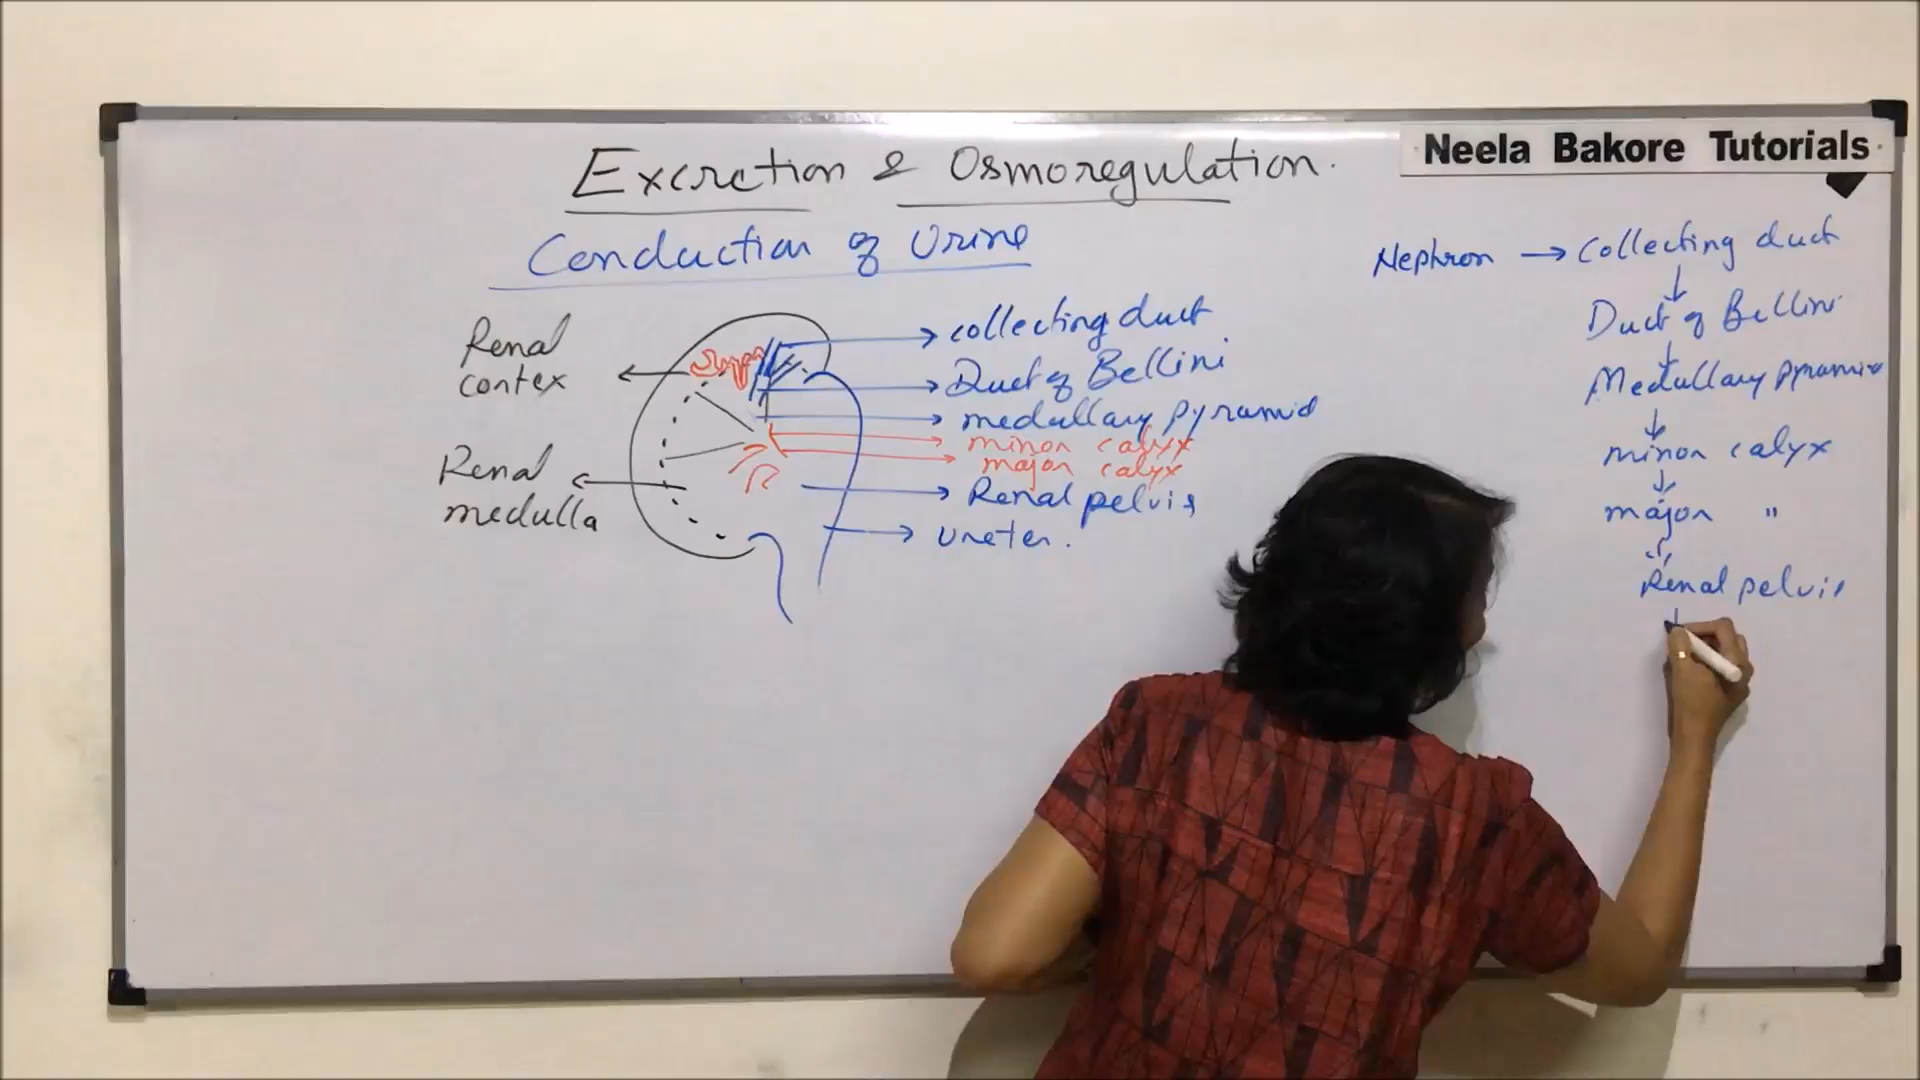 Neela Bakore Tutorials
Excretion & Osmoregulation.
Conduction of Urine
Renal
cortex
Renal
medulla
collecting duct
Duct of Bellini
medullary pyramid
minor calyx
major calyx
Renal pelvis
Ureter.
Nephron → Collecting duct
↓
Duct of Bellini
↓
Medullary pyramid
↓
minor calyx
↓
major "
↓
Renal pelvis